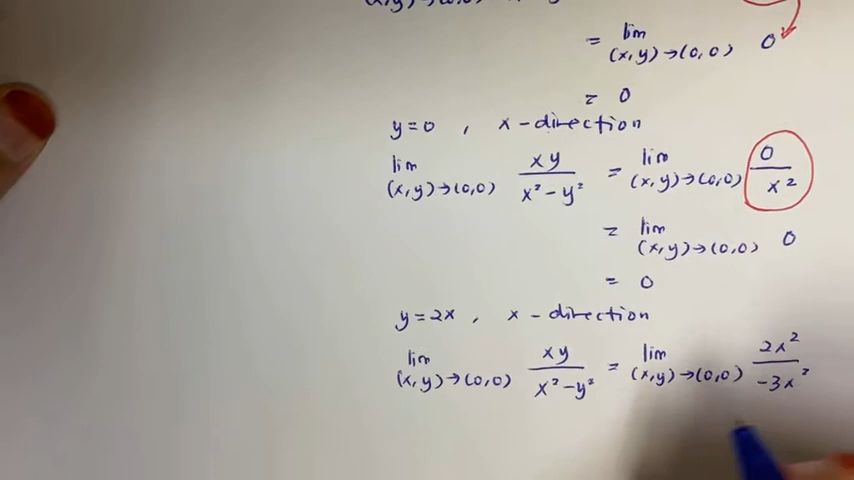 = lim (x,y)→(0,0) 0
= 0
y=0 , x-direction
lim (x,y)→(0,0) xy / x²-y² = lim (x,y)→(0,0) 0 / x²
= lim (x,y)→(0,0) 0
= 0
y=2x , x-direction
lim (x,y)→(0,0) xy / x²-y² = lim (x,y)→(0,0) 2x² / -3x²